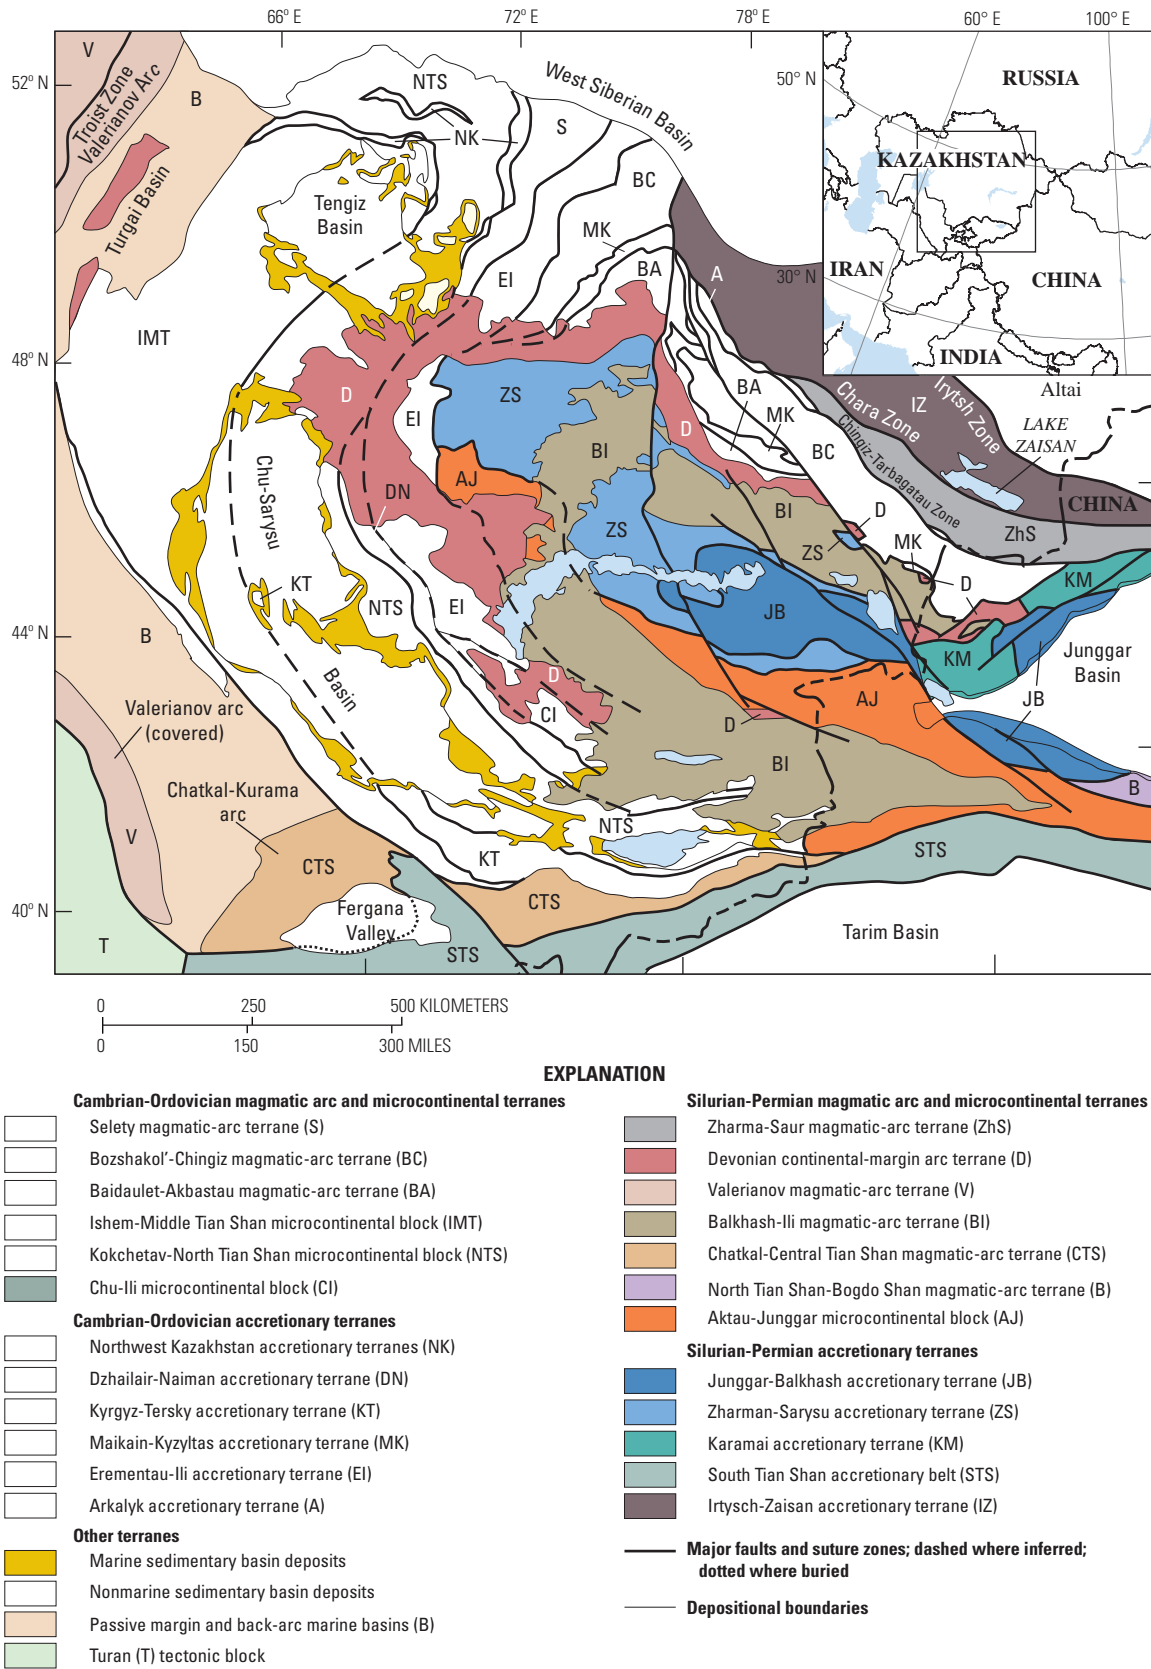 66° E
72° E
78° E
60° E
100° E
52° N
48° N
44° N
40° N
50° N
30° N
RUSSIA
KAZAKHSTAN
IRAN
CHINA
INDIA
V
Troist Zone
Valerianov Arc
B
Turgai Basin
NTS
NK
West Siberian Basin
S
BC
MK
BA
A
Tengiz
Basin
EI
IMT
D
EI
ZS
BI
AJ
DN
Chu-Sarysu
Basin
KT
NTS
EI
ZS
D
BA
MK
BC
BI
ZS
D
MK
D
Chara Zone
IZ
Irytsh Zone
Chingiz-Tarbagatau Zone
Altai
LAKE
ZAISAN
CHINA
ZhS
KM
KM
JB
JB
JB
Junggar
Basin
AJ
D
CI
D
BI
B
B
Valerianov arc
(covered)
V
Chatkal-Kurama
arc
CTS
Fergana
Valley
KT
NTS
CTS
STS
STS
Tarim Basin
T
0 250 500 KILOMETERS
0 150 300 MILES
EXPLANATION
Cambrian-Ordovician magmatic arc and microcontinental terranes
Selety magmatic-arc terrane (S)
Bozshakol’-Chingiz magmatic-arc terrane (BC)
Baidaulet-Akbastau magmatic-arc terrane (BA)
Ishem-Middle Tian Shan microcontinental block (IMT)
Kokchetav-North Tian Shan microcontinental block (NTS)
Chu-Ili microcontinental block (CI)
Cambrian-Ordovician accretionary terranes
Northwest Kazakhstan accretionary terranes (NK)
Dzhailair-Naiman accretionary terrane (DN)
Kyrgyz-Tersky accretionary terrane (KT)
Maikain-Kyzyltas accretionary terrane (MK)
Erementau-Ili accretionary terrane (EI)
Arkalyk accretionary terrane (A)
Other terranes
Marine sedimentary basin deposits
Nonmarine sedimentary basin deposits
Passive margin and back-arc marine basins (B)
Turan (T) tectonic block
Silurian-Permian magmatic arc and microcontinental terranes
Zharma-Saur magmatic-arc terrane (ZhS)
Devonian continental-margin arc terrane (D)
Valerianov magmatic-arc terrane (V)
Balkhash-Ili magmatic-arc terrane (BI)
Chatkal-Central Tian Shan magmatic-arc terrane (CTS)
North Tian Shan-Bogdo Shan magmatic-arc terrane (B)
Aktau-Junggar microcontinental block (AJ)
Silurian-Permian accretionary terranes
Junggar-Balkhash accretionary terrane (JB)
Zharman-Sarysu accretionary terrane (ZS)
Karamai accretionary terrane (KM)
South Tian Shan accretionary belt (STS)
Irtysch-Zaisan accretionary terrane (IZ)
Major faults and suture zones; dashed where inferred;
dotted where buried
Depositional boundaries